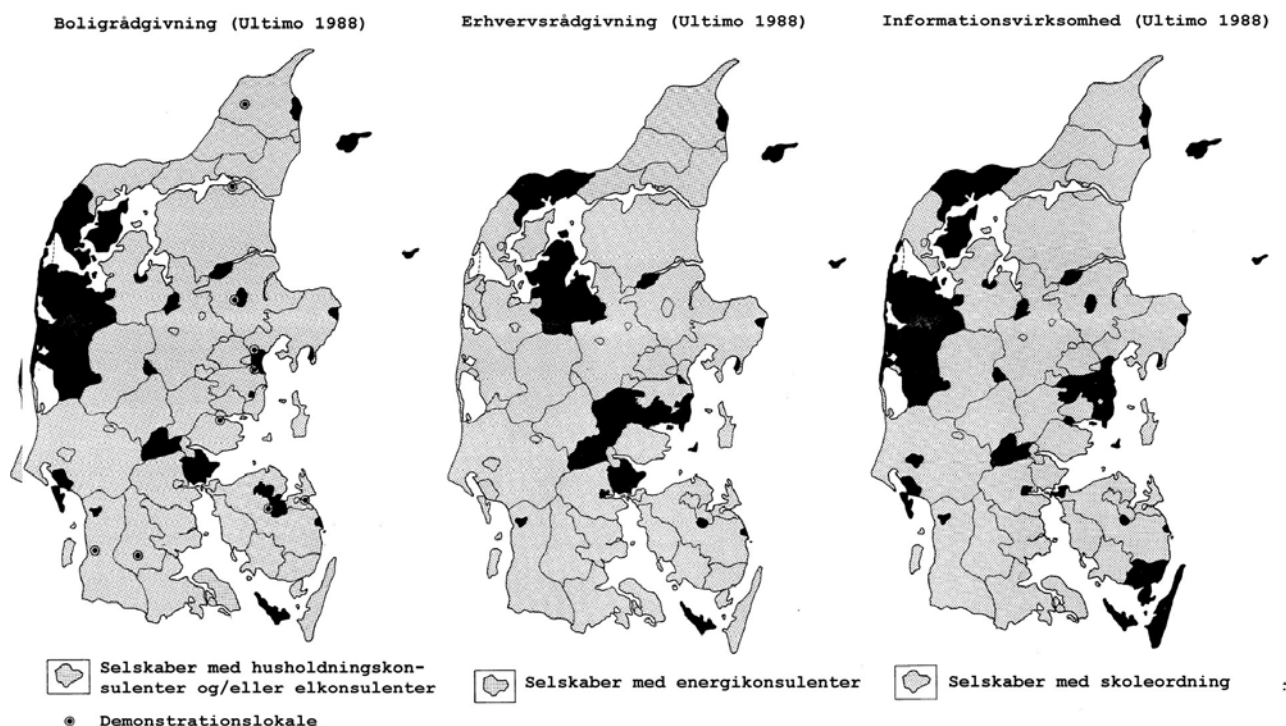 Boligrådgivning (Ultimo 1988)
Erhvervsrådgivning (Ultimo 1988)
Informationsvirksomhed (Ultimo 1988)
Selskaber med husholdningskon-
sulenter og/eller elkonsulenter
Demonstrationslokale
Selskaber med energikonsulenter
Selskaber med skoleordning